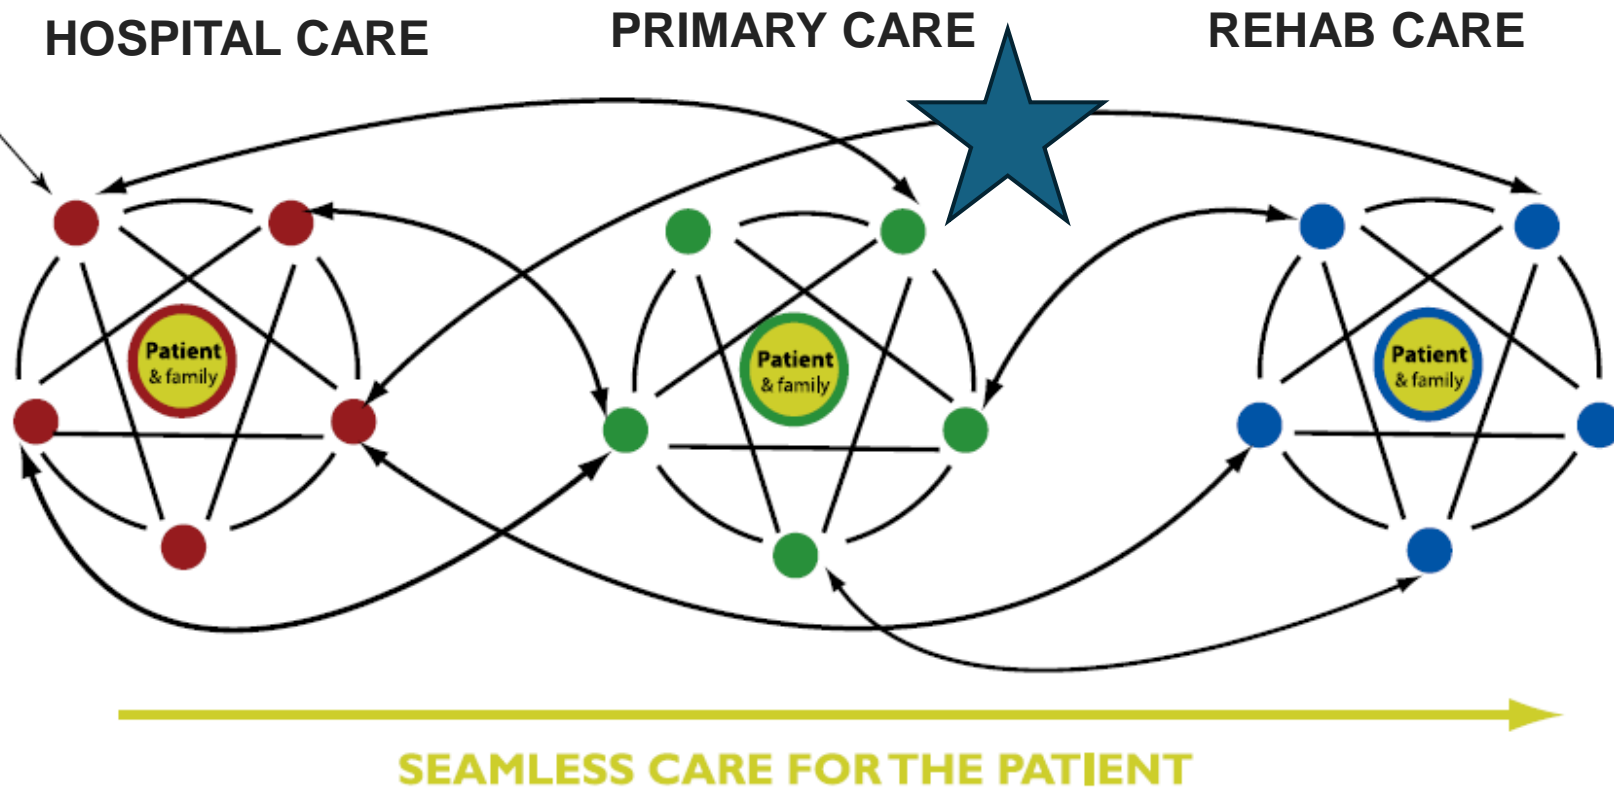 HOSPITAL CARE
PRIMARY CARE
REHAB CARE
Patient
& family
Patient
& family
Patient
& family
SEAMLESS CARE FOR THE PATIENT